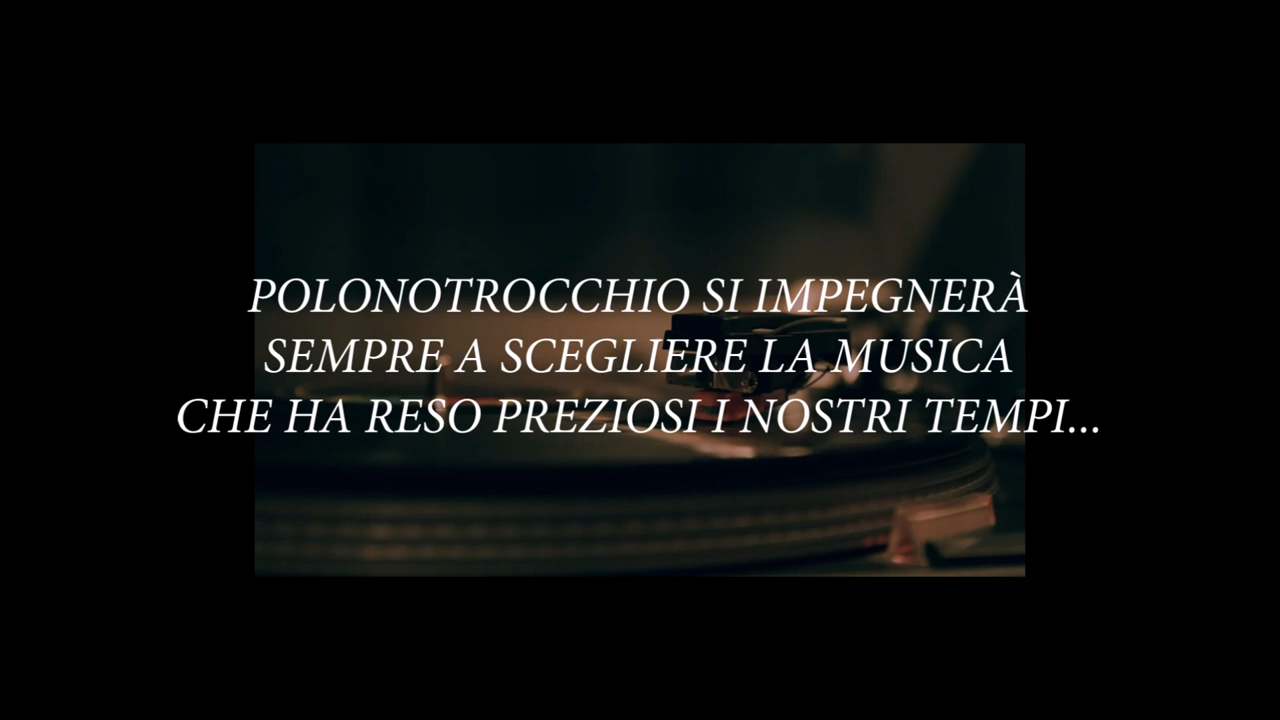 POLONOTROCCHIO SI IMPEGNERÀ
SEMPRE A SCEGLIERE LA MUSICA
CHE HA RESO PREZIOSI I NOSTRI TEMPI...